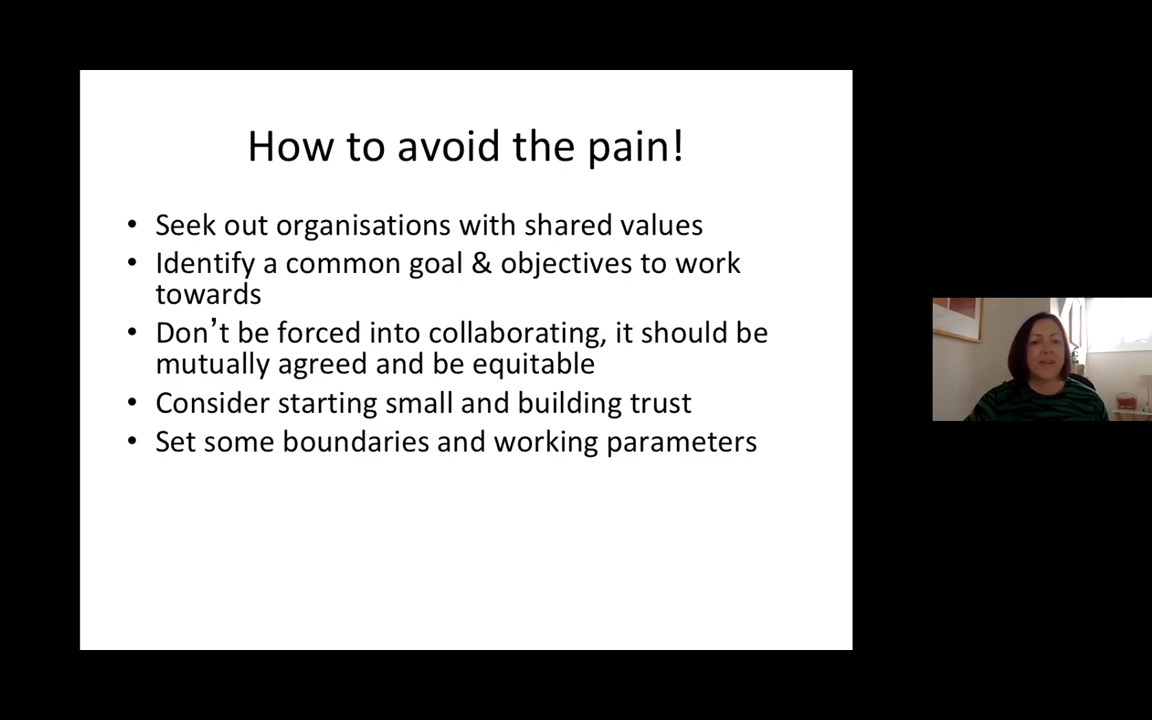 How to avoid the pain!
• Seek out organisations with shared values
• Identify a common goal & objectives to work
towards
• Don’t be forced into collaborating, it should be
mutually agreed and be equitable
• Consider starting small and building trust
• Set some boundaries and working parameters